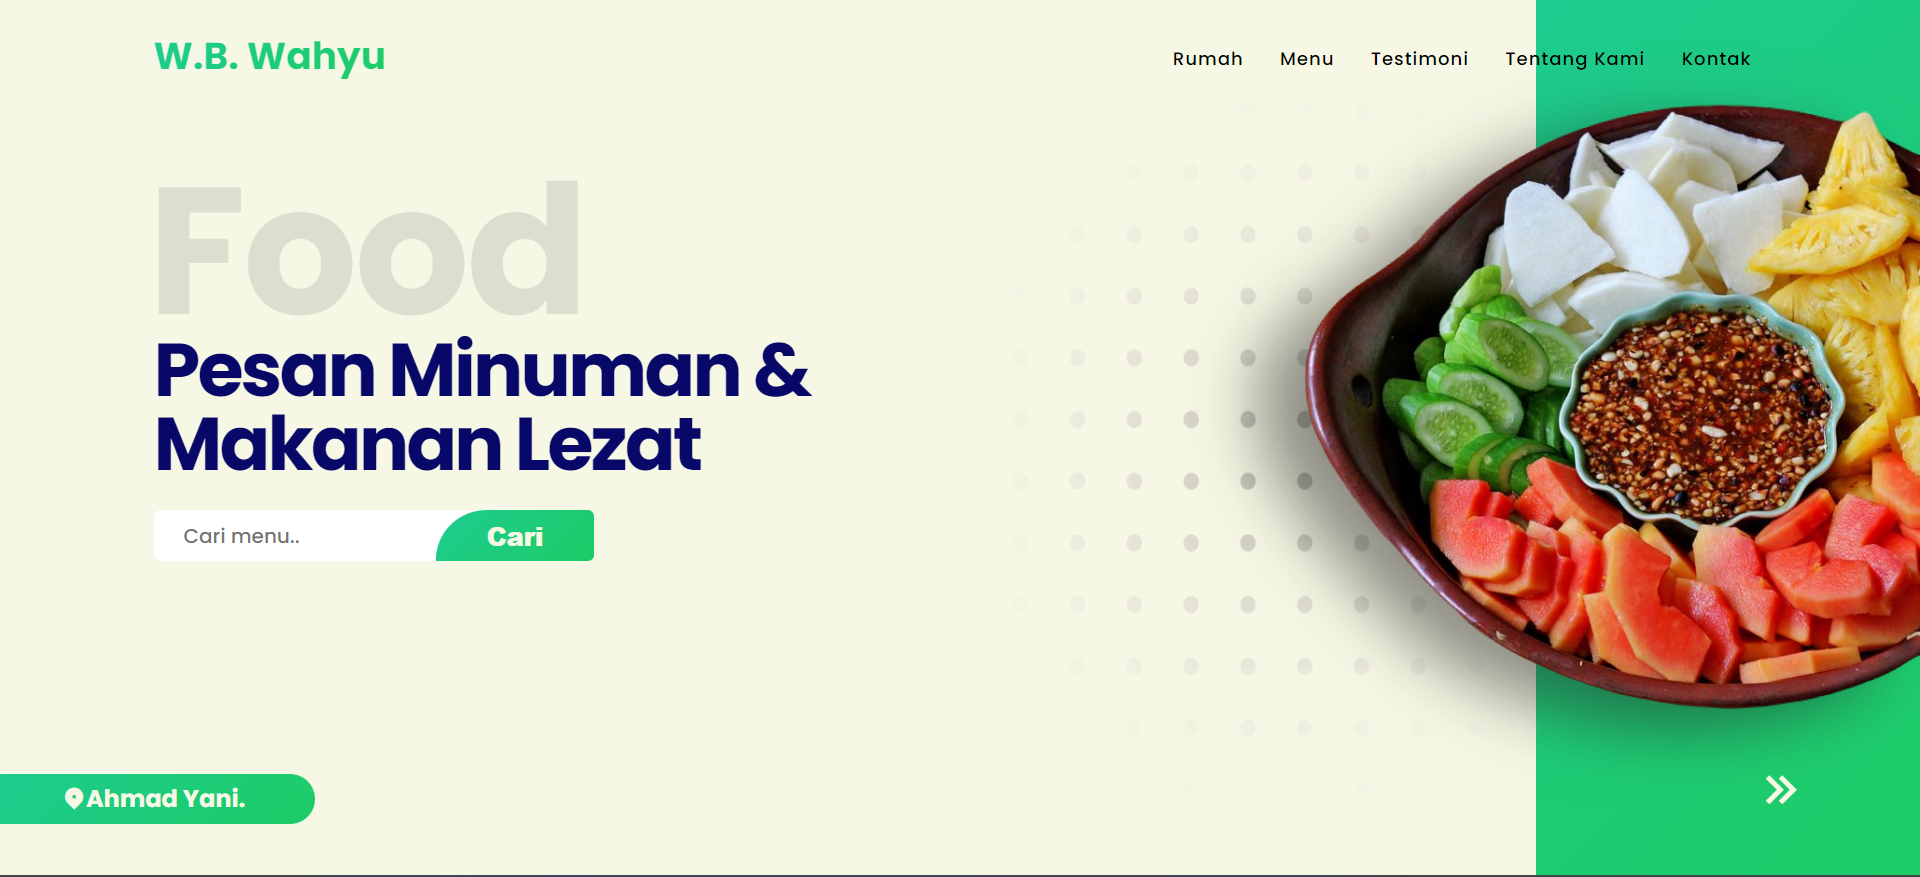 W.B. Wahyu
Rumah Menu Testimoni Tentang Kami Kontak
Food
Pesan Minuman &
Makanan Lezat
Cari menu.. Cari
Ahmad Yani.